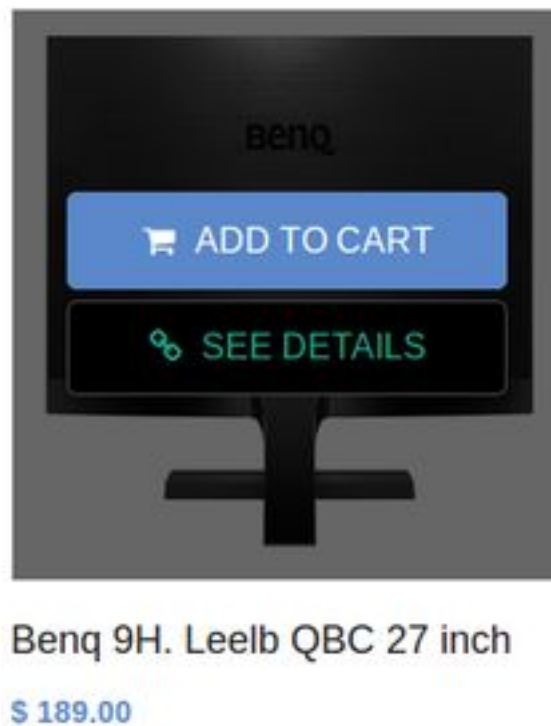 BenQ
ADD TO CART
SEE DETAILS
Benq 9H. Leelb QBC 27 inch
$ 189.00